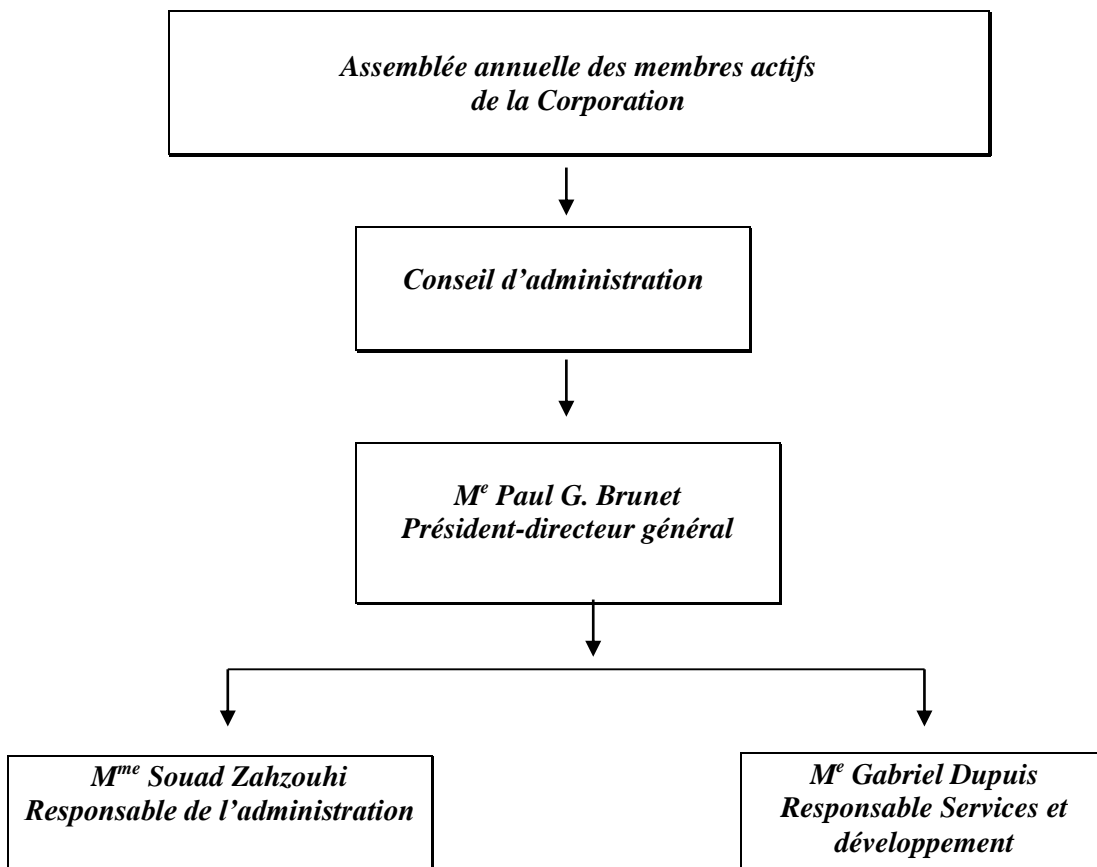 Assemblée annuelle des membres actifs
de la Corporation
Conseil d’administration
Mᵉ Paul G. Brunet
Président-directeur général
Mᵐᵉ Souad Zahzouhi
Responsable de l’administration
Mᵉ Gabriel Dupuis
Responsable Services et
développement